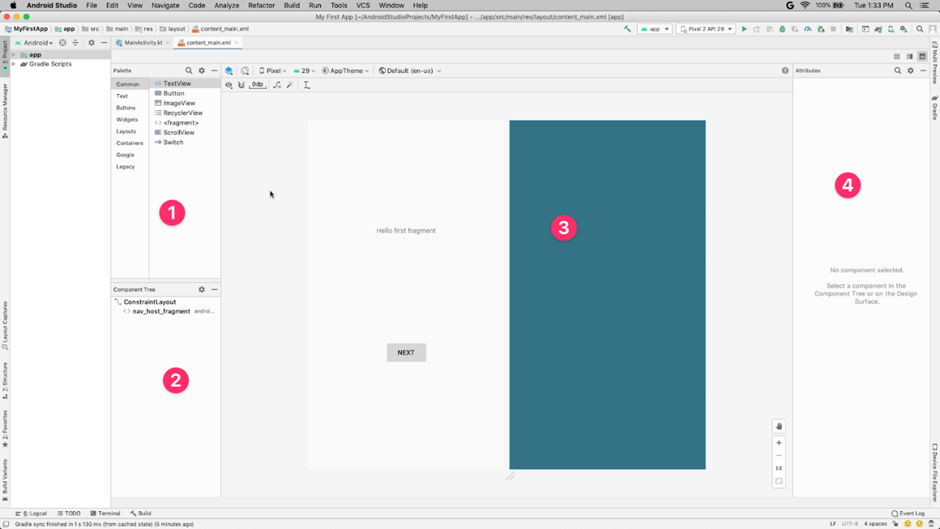 Android Studio File Edit View Navigate Code Analyze Refactor Build Run Tools VCS Window Help 100% Tue 1:33 PM
My First App [~/AndroidStudioProjects/MyFirstApp] - .../app/src/main/res/layout/content_main.xml [app]
MyFirstApp app src main res layout content_main.xml app Pixel 2 API 29
Android MainActivity.kt content_main.xml
app
Gradle Scripts
1: Project
Resource Manager
Layout Captures
7: Structure
2: Favorites
Build Variants
Palette
Common
Text
Buttons
Widgets
Layouts
Containers
Google
Legacy
TextView
Button
ImageView
RecyclerView
<fragment>
ScrollView
Switch
1
Component Tree
ConstraintLayout
nav_host_fragment androi...
2
Pixel 29 AppTheme Default (en-us)
0dp
Hello first fragment
NEXT
3
1:1
Attributes
4
No component selected.
Select a component in the
Component Tree or on the Design
Surface.
Multi Preview
Gradle
Device File Explorer
6: Logcat TODO Terminal Build Event Log
Gradle sync finished in 1 s 130 ms (from cached state) (5 minutes ago) LF UTF-8 4 spaces